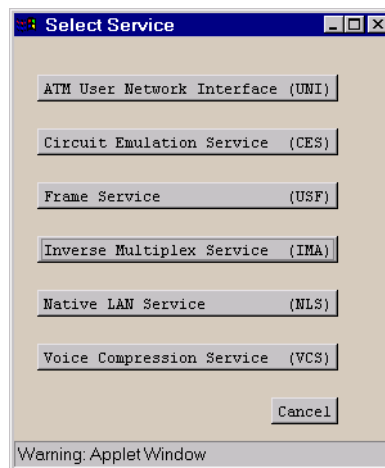 Select Service
ATM User Network Interface (UNI)
Circuit Emulation Service (CES)
Frame Service (USF)
Inverse Multiplex Service (IMA)
Native LAN Service (NLS)
Voice Compression Service (VCS)
Cancel
Warning: Applet Window